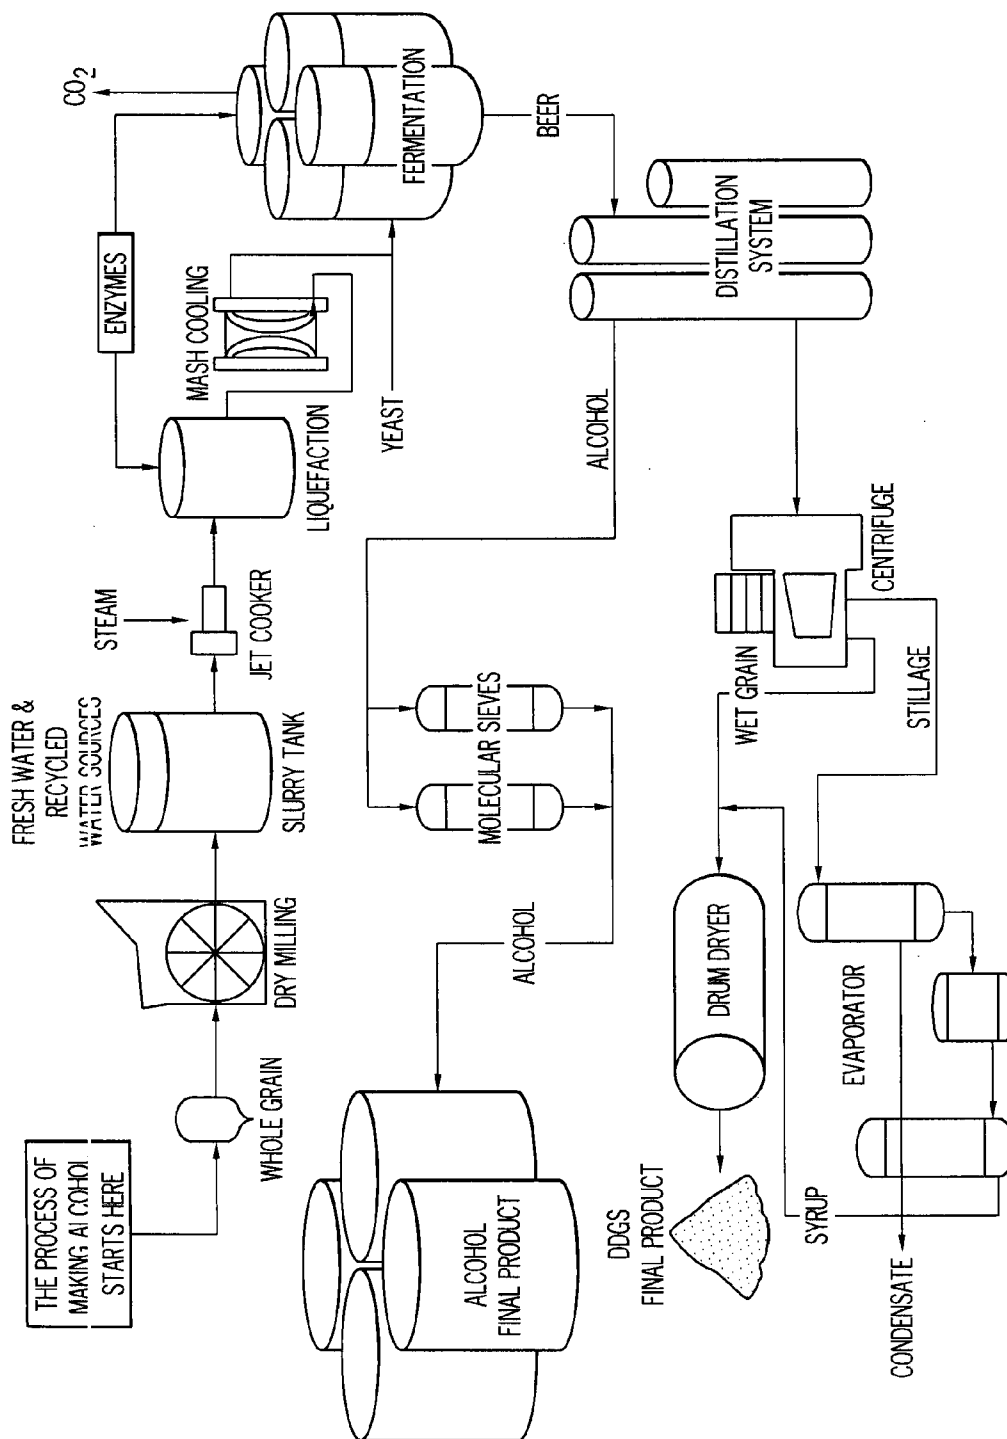 THE PROCESS OF
MAKING ALCOHOL
STARTS HERE
WHOLE GRAIN
DRY MILLING
FRESH WATER &
RECYCLED
WATER SOURCES
SLURRY TANK
STEAM
JET COOKER
LIQUEFACTION
ENZYMES
MASH COOLING
YEAST
CO2
FERMENTATION
BEER
DISTILLATION
SYSTEM
ALCOHOL
MOLECULAR SIEVES
ALCOHOL
ALCOHOL
FINAL PRODUCT
CENTRIFUGE
WET GRAIN
STILLAGE
DRUM DRYER
DDGS
FINAL PRODUCT
EVAPORATOR
SYRUP
CONDENSATE